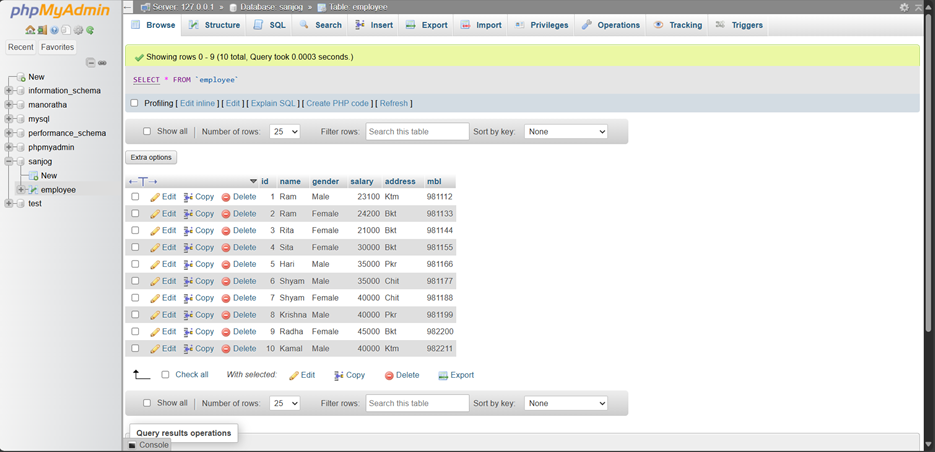 phpMyAdmin
Recent Favorites
New
information_schema
manoratha
mysql
performance_schema
phpmyadmin
sanjog
New
employee
test
Server: 127.0.0.1 » Database: sanjog » Table: employee
Browse Structure SQL Search Insert Export Import Privileges Operations Tracking Triggers
Showing rows 0 - 9 (10 total, Query took 0.0003 seconds.)
SELECT * FROM `employee`
Profiling [ Edit inline ] [ Edit ] [ Explain SQL ] [ Create PHP code ] [ Refresh ]
Show all Number of rows: 25 Filter rows: Search this table Sort by key: None
Extra options
id name gender salary address mbl
Edit Copy Delete 1 Ram Male 23100 Ktm 981112
Edit Copy Delete 2 Ram Female 24200 Bkt 981133
Edit Copy Delete 3 Rita Female 21000 Bkt 981144
Edit Copy Delete 4 Sita Female 30000 Bkt 981155
Edit Copy Delete 5 Hari Male 35000 Pkr 981166
Edit Copy Delete 6 Shyam Male 35000 Chit 981177
Edit Copy Delete 7 Shyam Female 40000 Chit 981188
Edit Copy Delete 8 Krishna Male 40000 Pkr 981199
Edit Copy Delete 9 Radha Female 45000 Bkt 982200
Edit Copy Delete 10 Kamal Male 40000 Ktm 982211
Check all With selected: Edit Copy Delete Export
Show all Number of rows: 25 Filter rows: Search this table Sort by key: None
Query results operations
Console